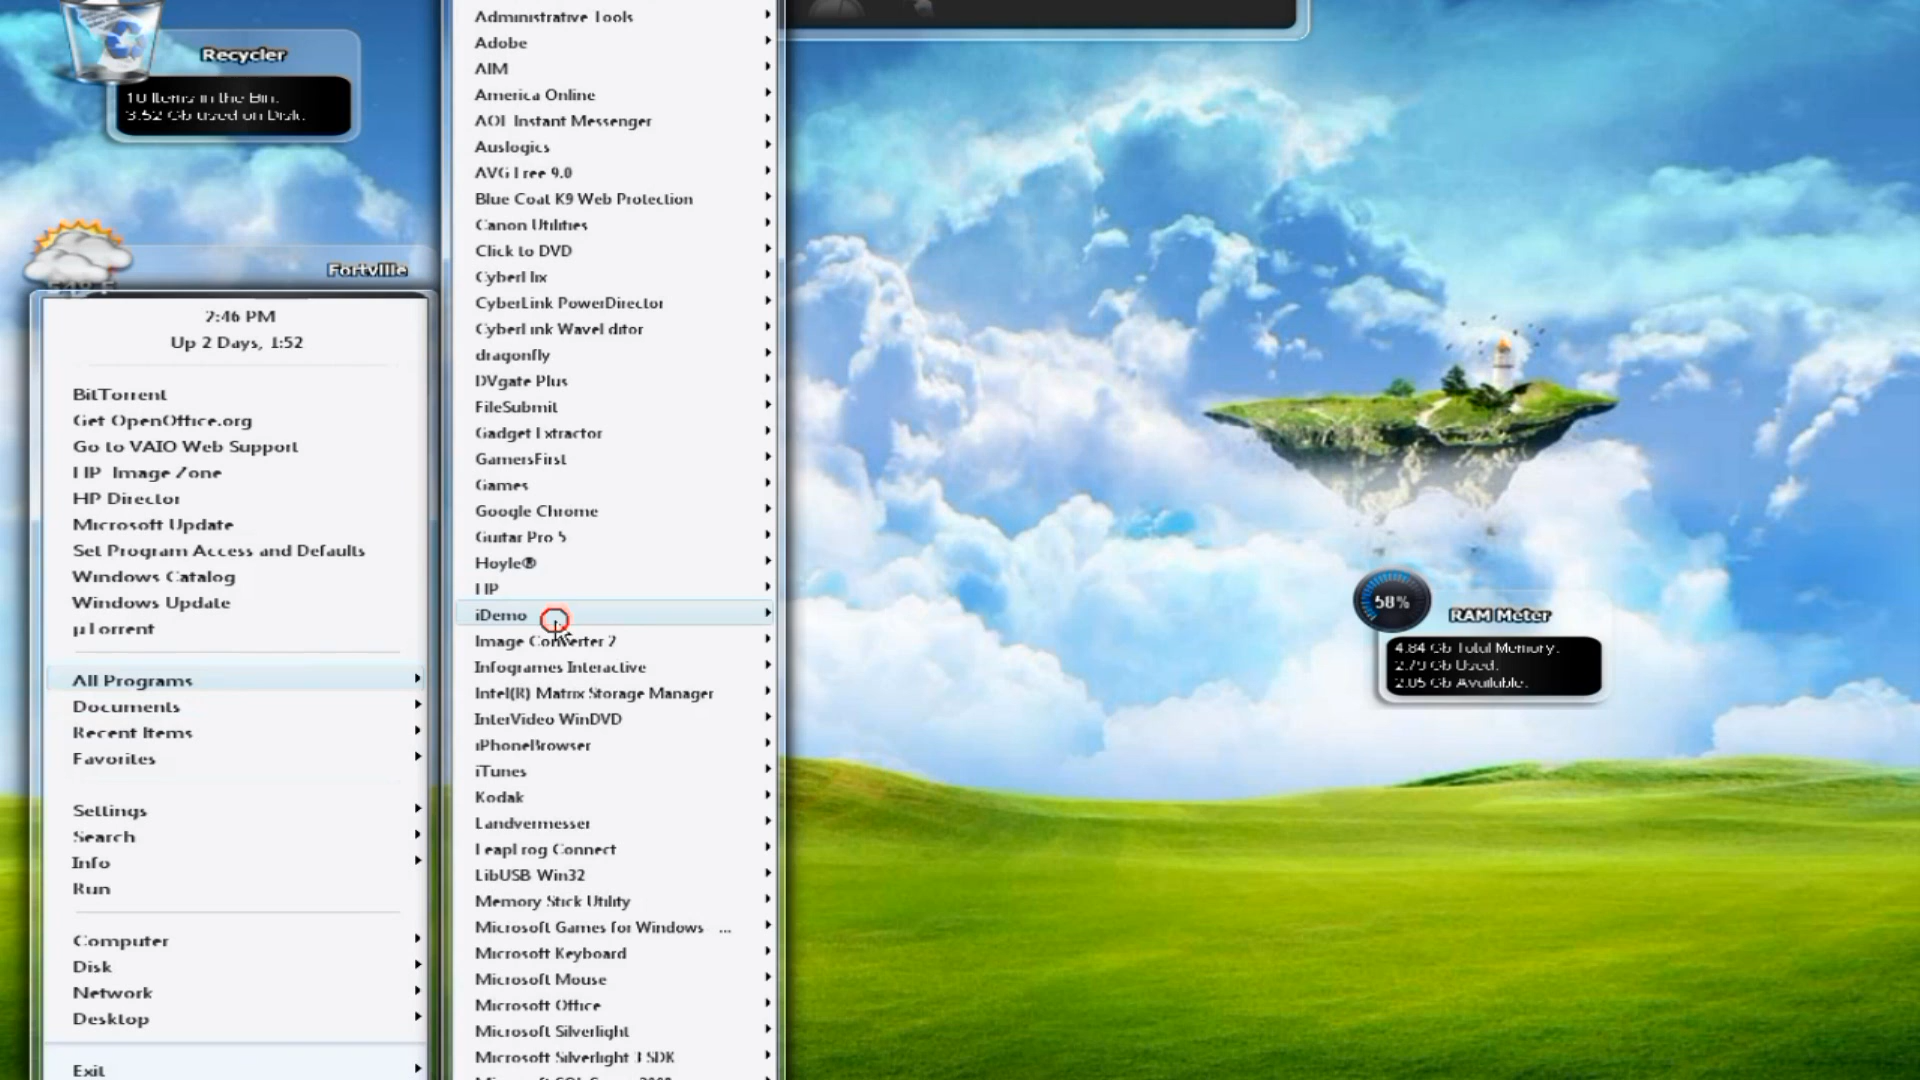 Recycler
10 Items in the Bin.
3.52 Gb used on Disk.
Fortville
2:46 PM
Up 2 Days, 1:52
BitTorrent
Get OpenOffice.org
Go to VAIO Web Support
HP Image Zone
HP Director
Microsoft Update
Set Program Access and Defaults
Windows Catalog
Windows Update
µTorrent
All Programs
Documents
Recent Items
Favorites
Settings
Search
Info
Run
Computer
Disk
Network
Desktop
Exit
Administrative Tools
Adobe
AIM
America Online
AOL Instant Messenger
Auslogics
AVG Free 9.0
Blue Coat K9 Web Protection
Canon Utilities
Click to DVD
CyberLink
CyberLink PowerDirector
CyberLink WaveEditor
dragonfly
DVgate Plus
FileSubmit
Gadget Extractor
GamersFirst
Games
Google Chrome
Guitar Pro 5
Hoyle®
HP
iDemo
Image Converter 2
Infogrames Interactive
Intel(R) Matrix Storage Manager
InterVideo WinDVD
iPhoneBrowser
iTunes
Kodak
Landvermesser
LeapFrog Connect
LibUSB Win32
Memory Stick Utility
Microsoft Games for Windows ...
Microsoft Keyboard
Microsoft Mouse
Microsoft Office
Microsoft Silverlight
Microsoft Silverlight 3 SDK
58%
RAM Meter
4.84 Gb Total Memory.
2.79 Gb Used.
2.05 Gb Available.